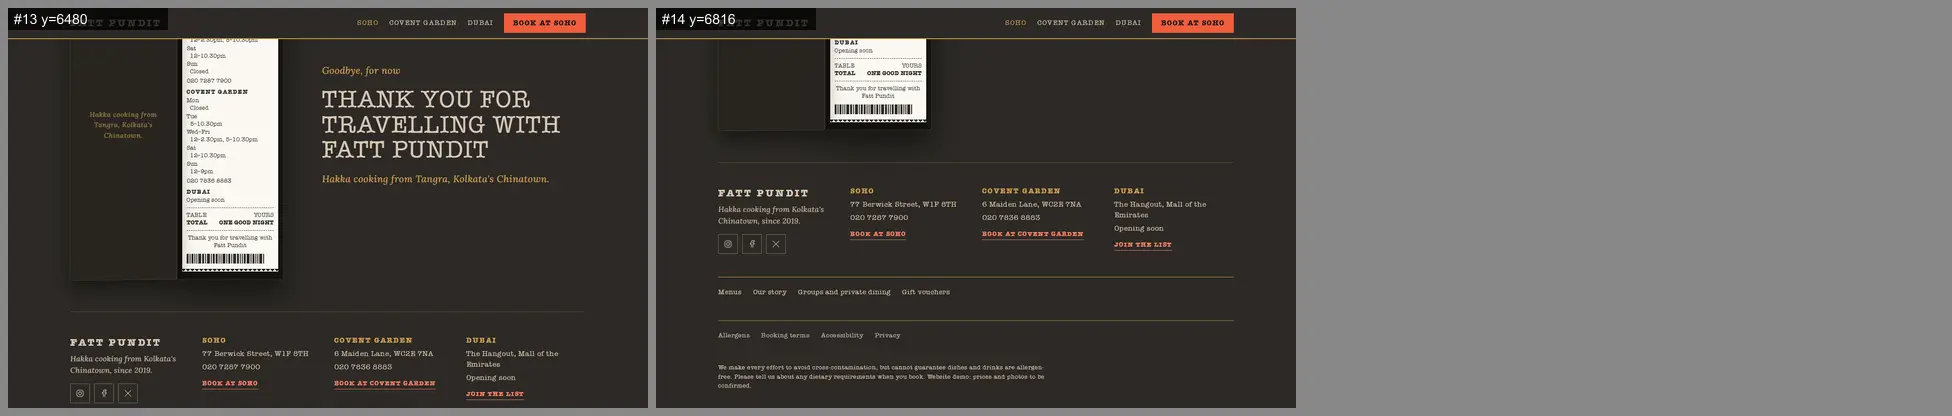 #13 y=6480
FATT PUNDIT
SOHO COVENT GARDEN DUBAI BOOK AT SOHO
12-2.30pm, 5-10.30pm
Sat
12-10.30pm
Sun
Closed
020 7287 7900
COVENT GARDEN
Mon
Closed
Tue
5-10.30pm
Wed-Fri
12-2.30pm, 5-10.30pm
Sat
12-10.30pm
Sun
12-9pm
020 7836 8883
DUBAI
Opening soon
TABLE YOURS
TOTAL ONE GOOD NIGHT
Thank you for travelling with
Fatt Pundit
Hakka cooking from
Tangra, Kolkata's
Chinatown.
Goodbye, for now
THANK YOU FOR
TRAVELLING WITH
FATT PUNDIT
Hakka cooking from Tangra, Kolkata's Chinatown.
FATT PUNDIT
Hakka cooking from Kolkata's
Chinatown, since 2019.
SOHO
77 Berwick Street, W1F 8TH
020 7287 7900
BOOK AT SOHO
COVENT GARDEN
6 Maiden Lane, WC2E 7NA
020 7836 8883
BOOK AT COVENT GARDEN
DUBAI
The Hangout, Mall of the
Emirates
Opening soon
JOIN THE LIST
#14 y=6816
FATT PUNDIT
SOHO COVENT GARDEN DUBAI BOOK AT SOHO
DUBAI
Opening soon
TABLE YOURS
TOTAL ONE GOOD NIGHT
Thank you for travelling with
Fatt Pundit
FATT PUNDIT
Hakka cooking from Kolkata's
Chinatown, since 2019.
SOHO
77 Berwick Street, W1F 8TH
020 7287 7900
BOOK AT SOHO
COVENT GARDEN
6 Maiden Lane, WC2E 7NA
020 7836 8883
BOOK AT COVENT GARDEN
DUBAI
The Hangout, Mall of the
Emirates
Opening soon
JOIN THE LIST
Menus Our story Groups and private dining Gift vouchers
Allergens Booking terms Accessibility Privacy
We make every effort to avoid cross-contamination, but cannot guarantee dishes and drinks are allergen-
free. Please tell us about any dietary requirements when you book. Website demo: prices and photos to be
confirmed.